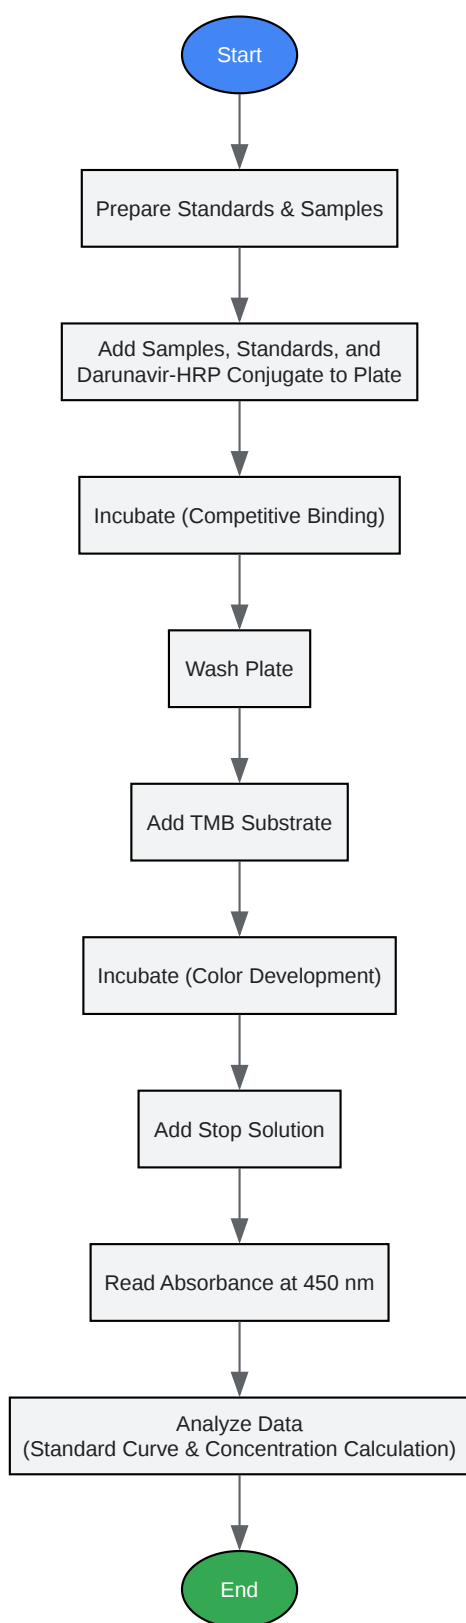 Start
Prepare Standards & Samples
Add Samples, Standards, and
Darunavir-HRP Conjugate to Plate
Incubate (Competitive Binding)
Wash Plate
Add TMB Substrate
Incubate (Color Development)
Add Stop Solution
Read Absorbance at 450 nm
Analyze Data
(Standard Curve & Concentration Calculation)
End